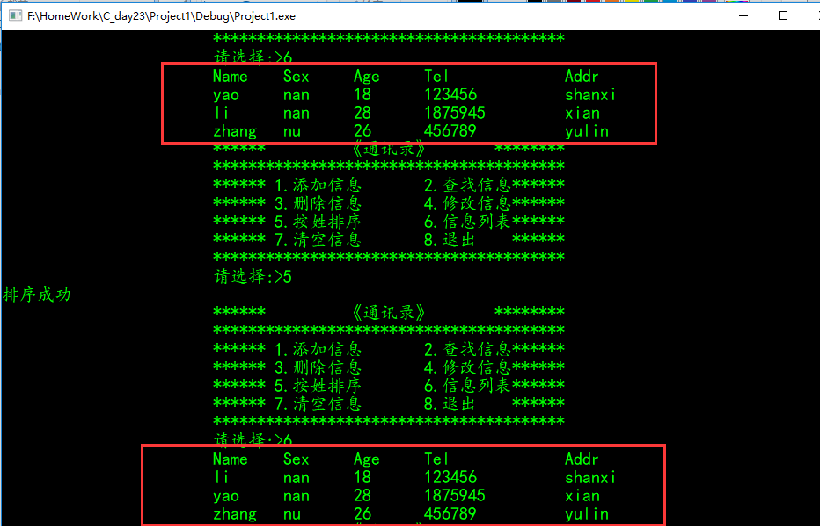 F:\HomeWork\C_day23\Project1\Debug\Project1.exe
****************************************
请选择:>6
Name Sex Age Tel Addr
yao nan 18 123456 shanxi
li nan 28 1875945 xian
zhang nu 26 456789 yulin
****** 《通讯录》 ********
****************************************
****** 1.添加信息 2.查找信息******
****** 3.删除信息 4.修改信息******
****** 5.按姓排序 6.信息列表******
****** 7.清空信息 8.退出 ******
****************************************
请选择:>5
排序成功
****** 《通讯录》 ********
****************************************
****** 1.添加信息 2.查找信息******
****** 3.删除信息 4.修改信息******
****** 5.按姓排序 6.信息列表******
****** 7.清空信息 8.退出 ******
****************************************
请选择:>6
Name Sex Age Tel Addr
li nan 18 123456 shanxi
yao nan 28 1875945 xian
zhang nu 26 456789 yulin